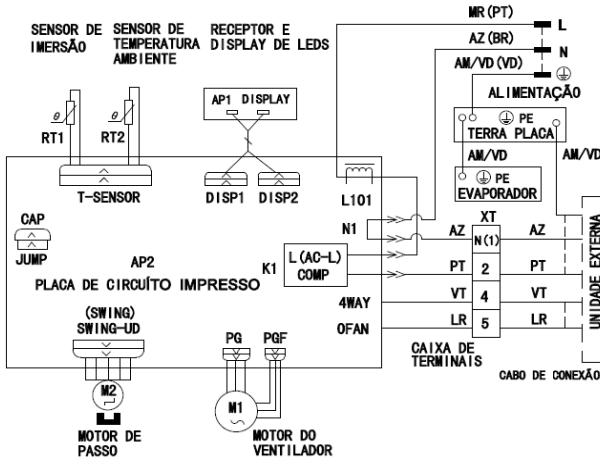 MR(PT)
L
AZ(BR)
N
AM/VD(VD)
ALIMENTAÇÃO
SENSOR DE
IMERSÃO
SENSOR DE
TEMPERATURA
AMBIENTE
RECEPTOR E
DISPLAY DE LEDS
AP1 DISPLAY
θ
RT1
θ
RT2
PE
TERRA PLACA
AM/VD
AM/VD
PE
EVAPORADOR
T-SENSOR
DISP1
DISP2
L101
CAP
JUMP
N1
XT
AZ
N(1)
AZ
K1
L(AC-L)
COMP
AP2
PLACA DE CIRCUÍTO IMPRESSO
PT
2
PT
4WAY
VT
4
VT
OFAN
LR
5
LR
UNIDADE EXTERNA
(SWING)
SWING-UD
PG
PGF
CAIXA DE
TERMINAIS
CABO DE CONEXÃO
M2
M1
MOTOR DE
PASSO
MOTOR DO
VENTILADOR